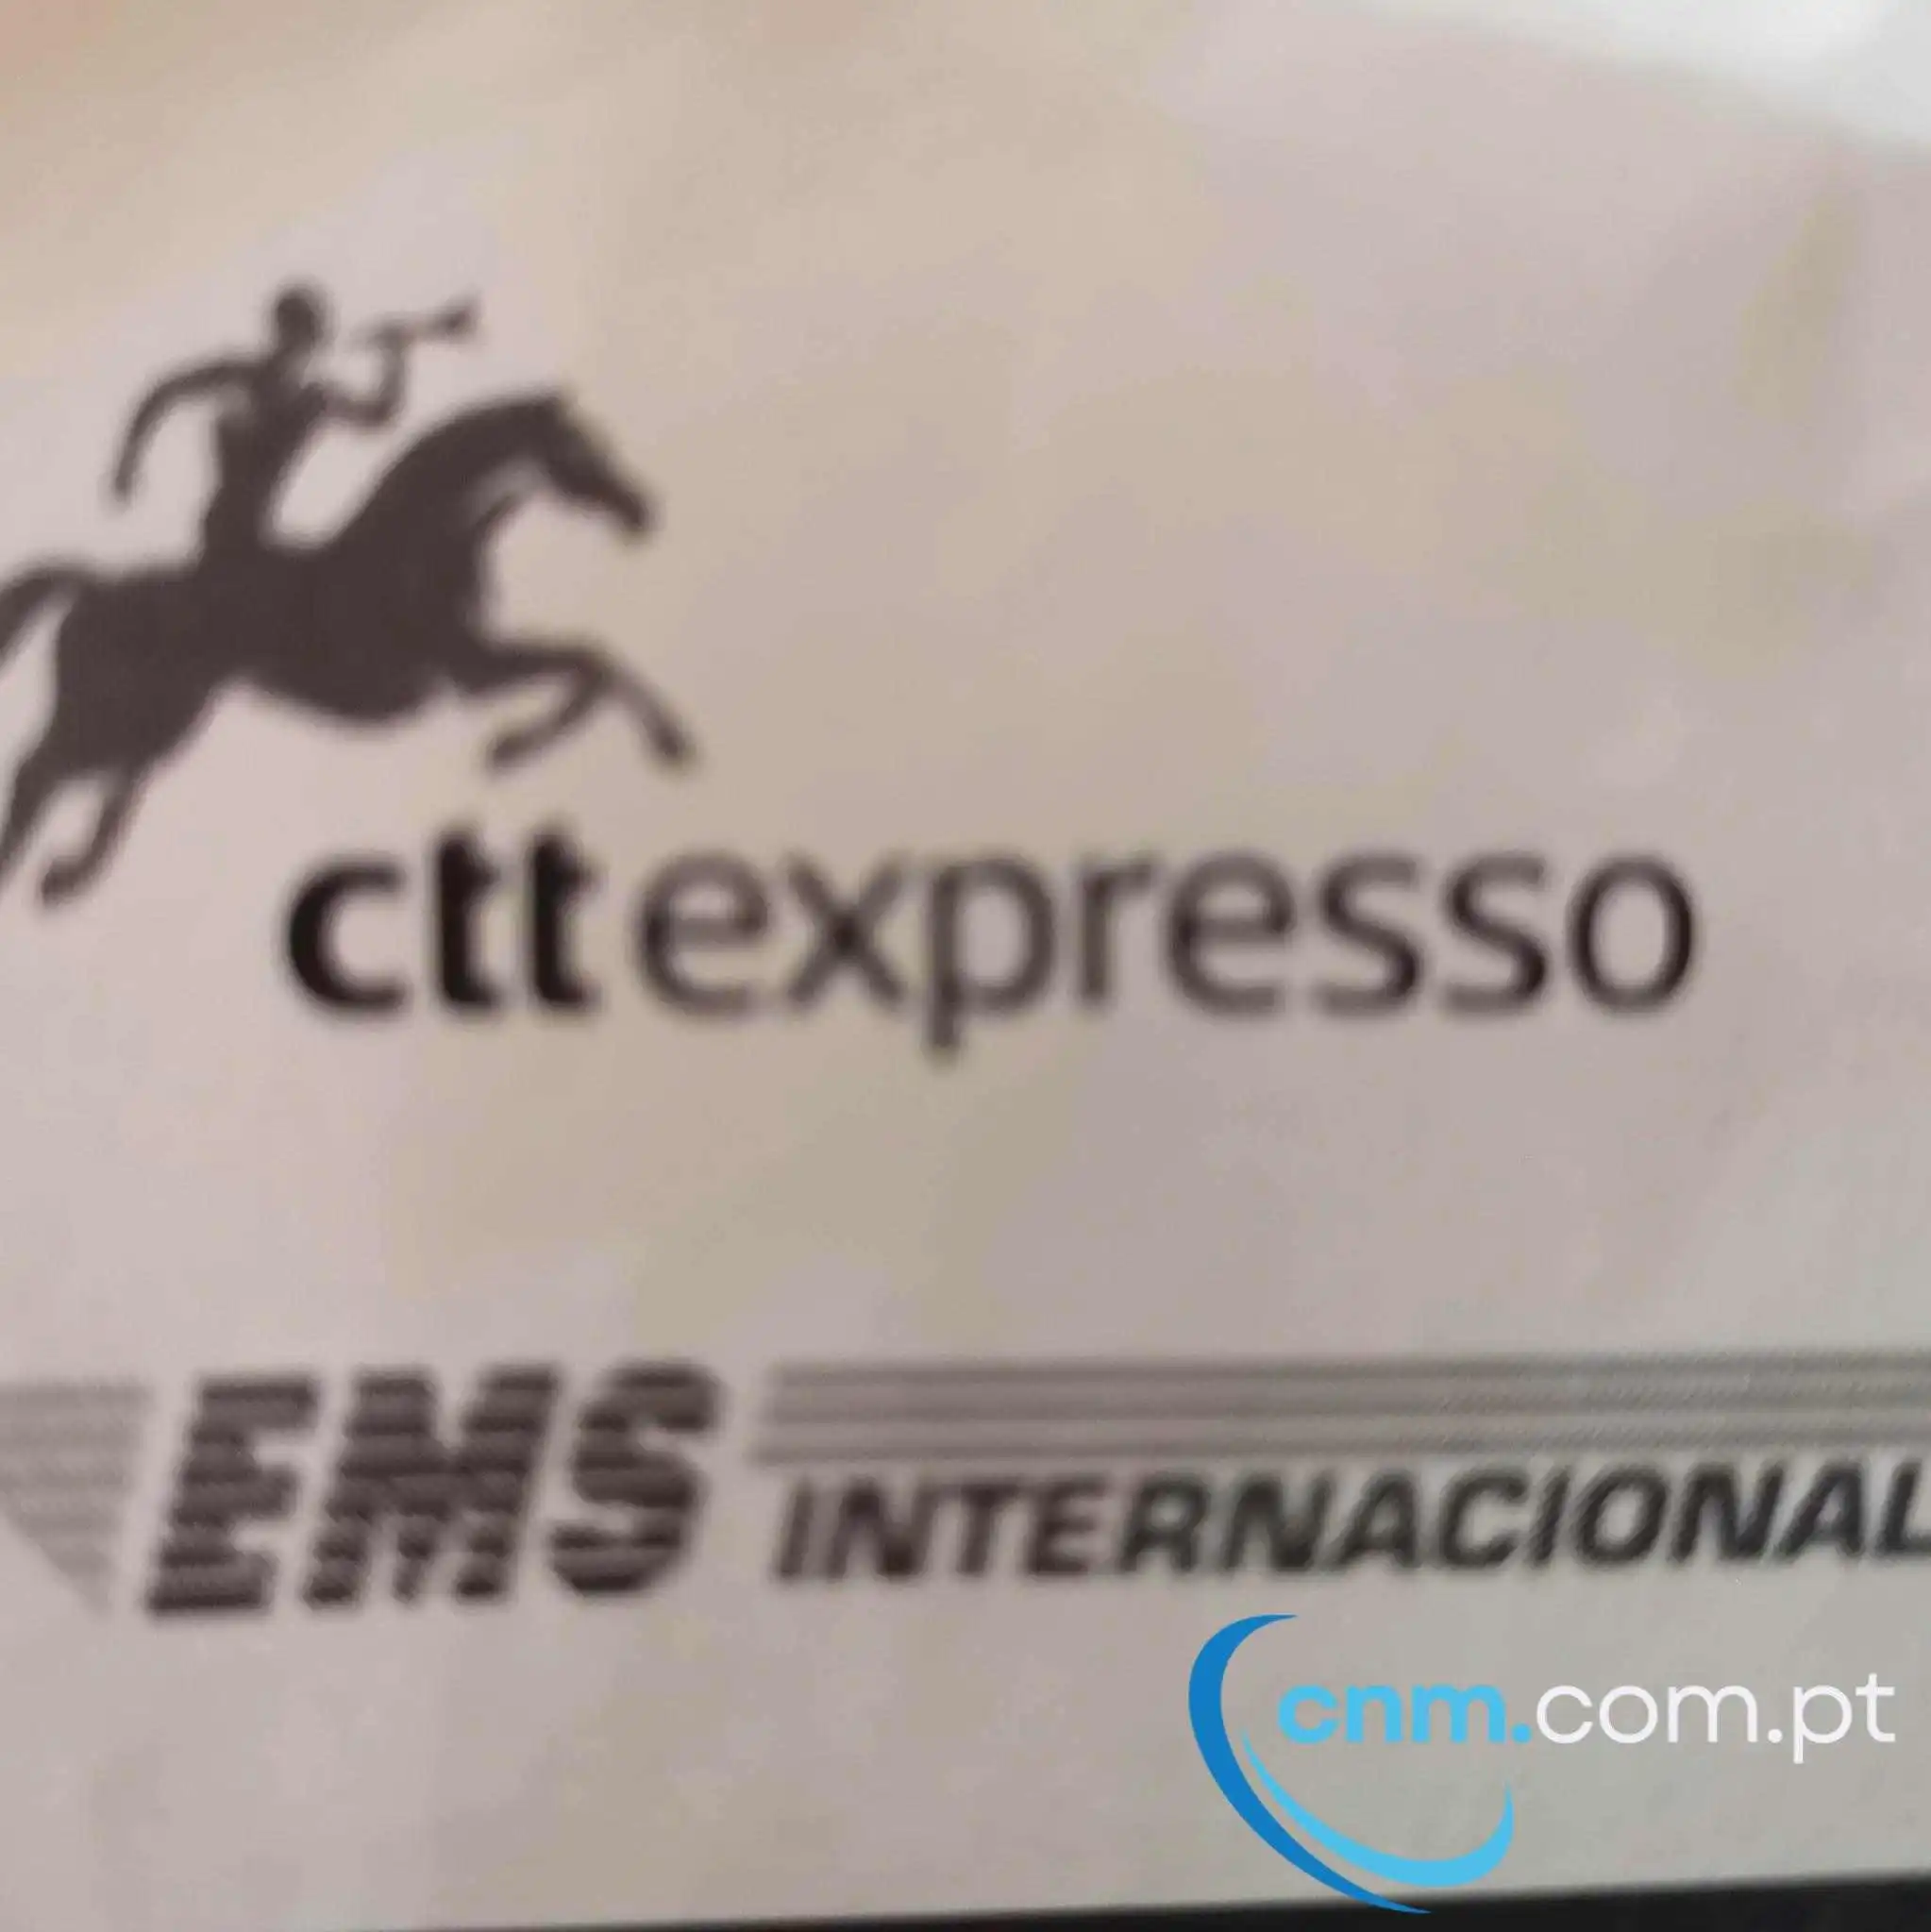 ctt expresso
EMS INTERNACIONAL
cnm.com.pt